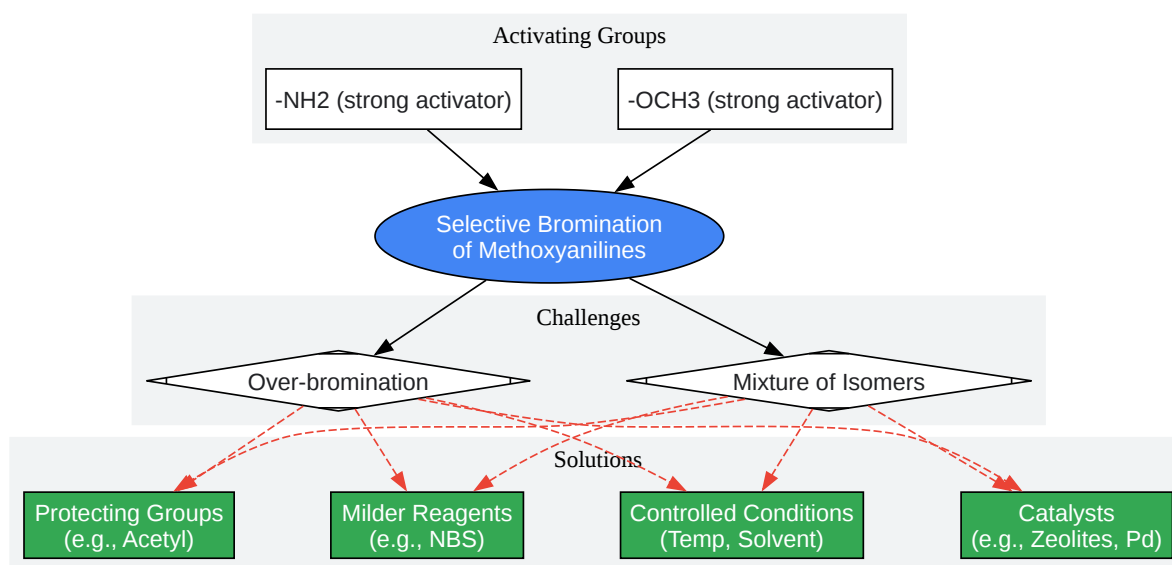 Activating Groups
-NH2 (strong activator)
-OCH3 (strong activator)
Selective Bromination
of Methoxyanilines
Challenges
Over-bromination
Mixture of Isomers
Solutions
Protecting Groups
(e.g., Acetyl)
Milder Reagents
(e.g., NBS)
Controlled Conditions
(Temp, Solvent)
Catalysts
(e.g., Zeolites, Pd)